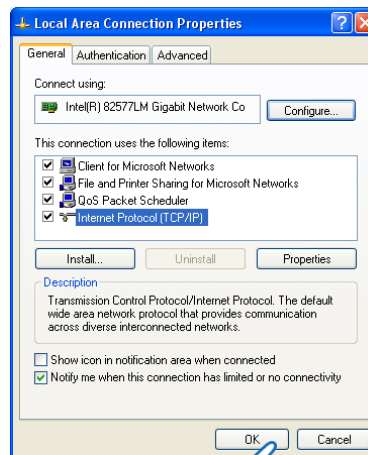 Local Area Connection Properties
General Authentication Advanced
Connect using:
Intel(R) 82577LM Gigabit Network Co
Configure...
This connection uses the following items:
Client for Microsoft Networks
File and Printer Sharing for Microsoft Networks
QoS Packet Scheduler
Internet Protocol (TCP/IP)
Install... Uninstall Properties
Description
Transmission Control Protocol/Internet Protocol. The default
wide area network protocol that provides communication
across diverse interconnected networks.
Show icon in notification area when connected
Notify me when this connection has limited or no connectivity
OK Cancel